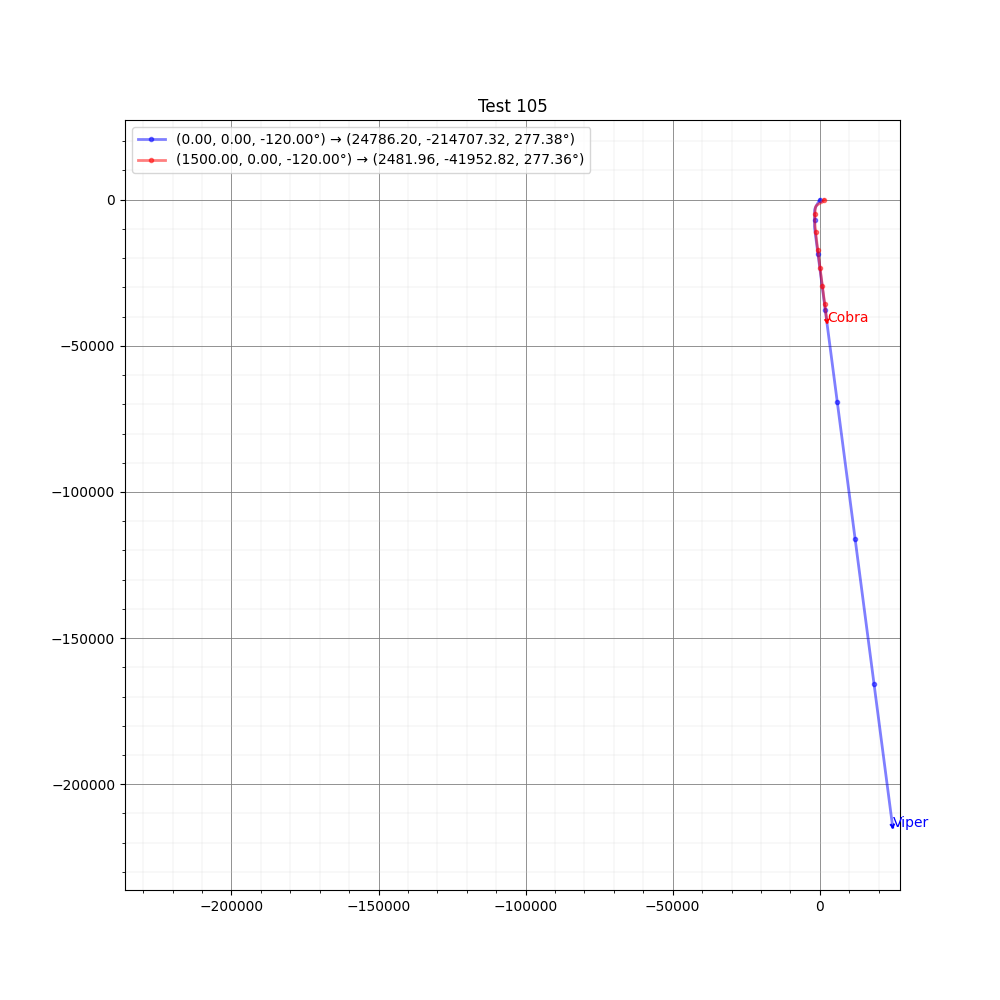 Test 105
(0.00, 0.00, -120.00°) → (24786.20, -214707.32, 277.38°)
(1500.00, 0.00, -120.00°) → (2481.96, -41952.82, 277.36°)
0
Cobra
−50000
−100000
−150000
−200000
Viper
−200000 −150000 −100000 −50000 0